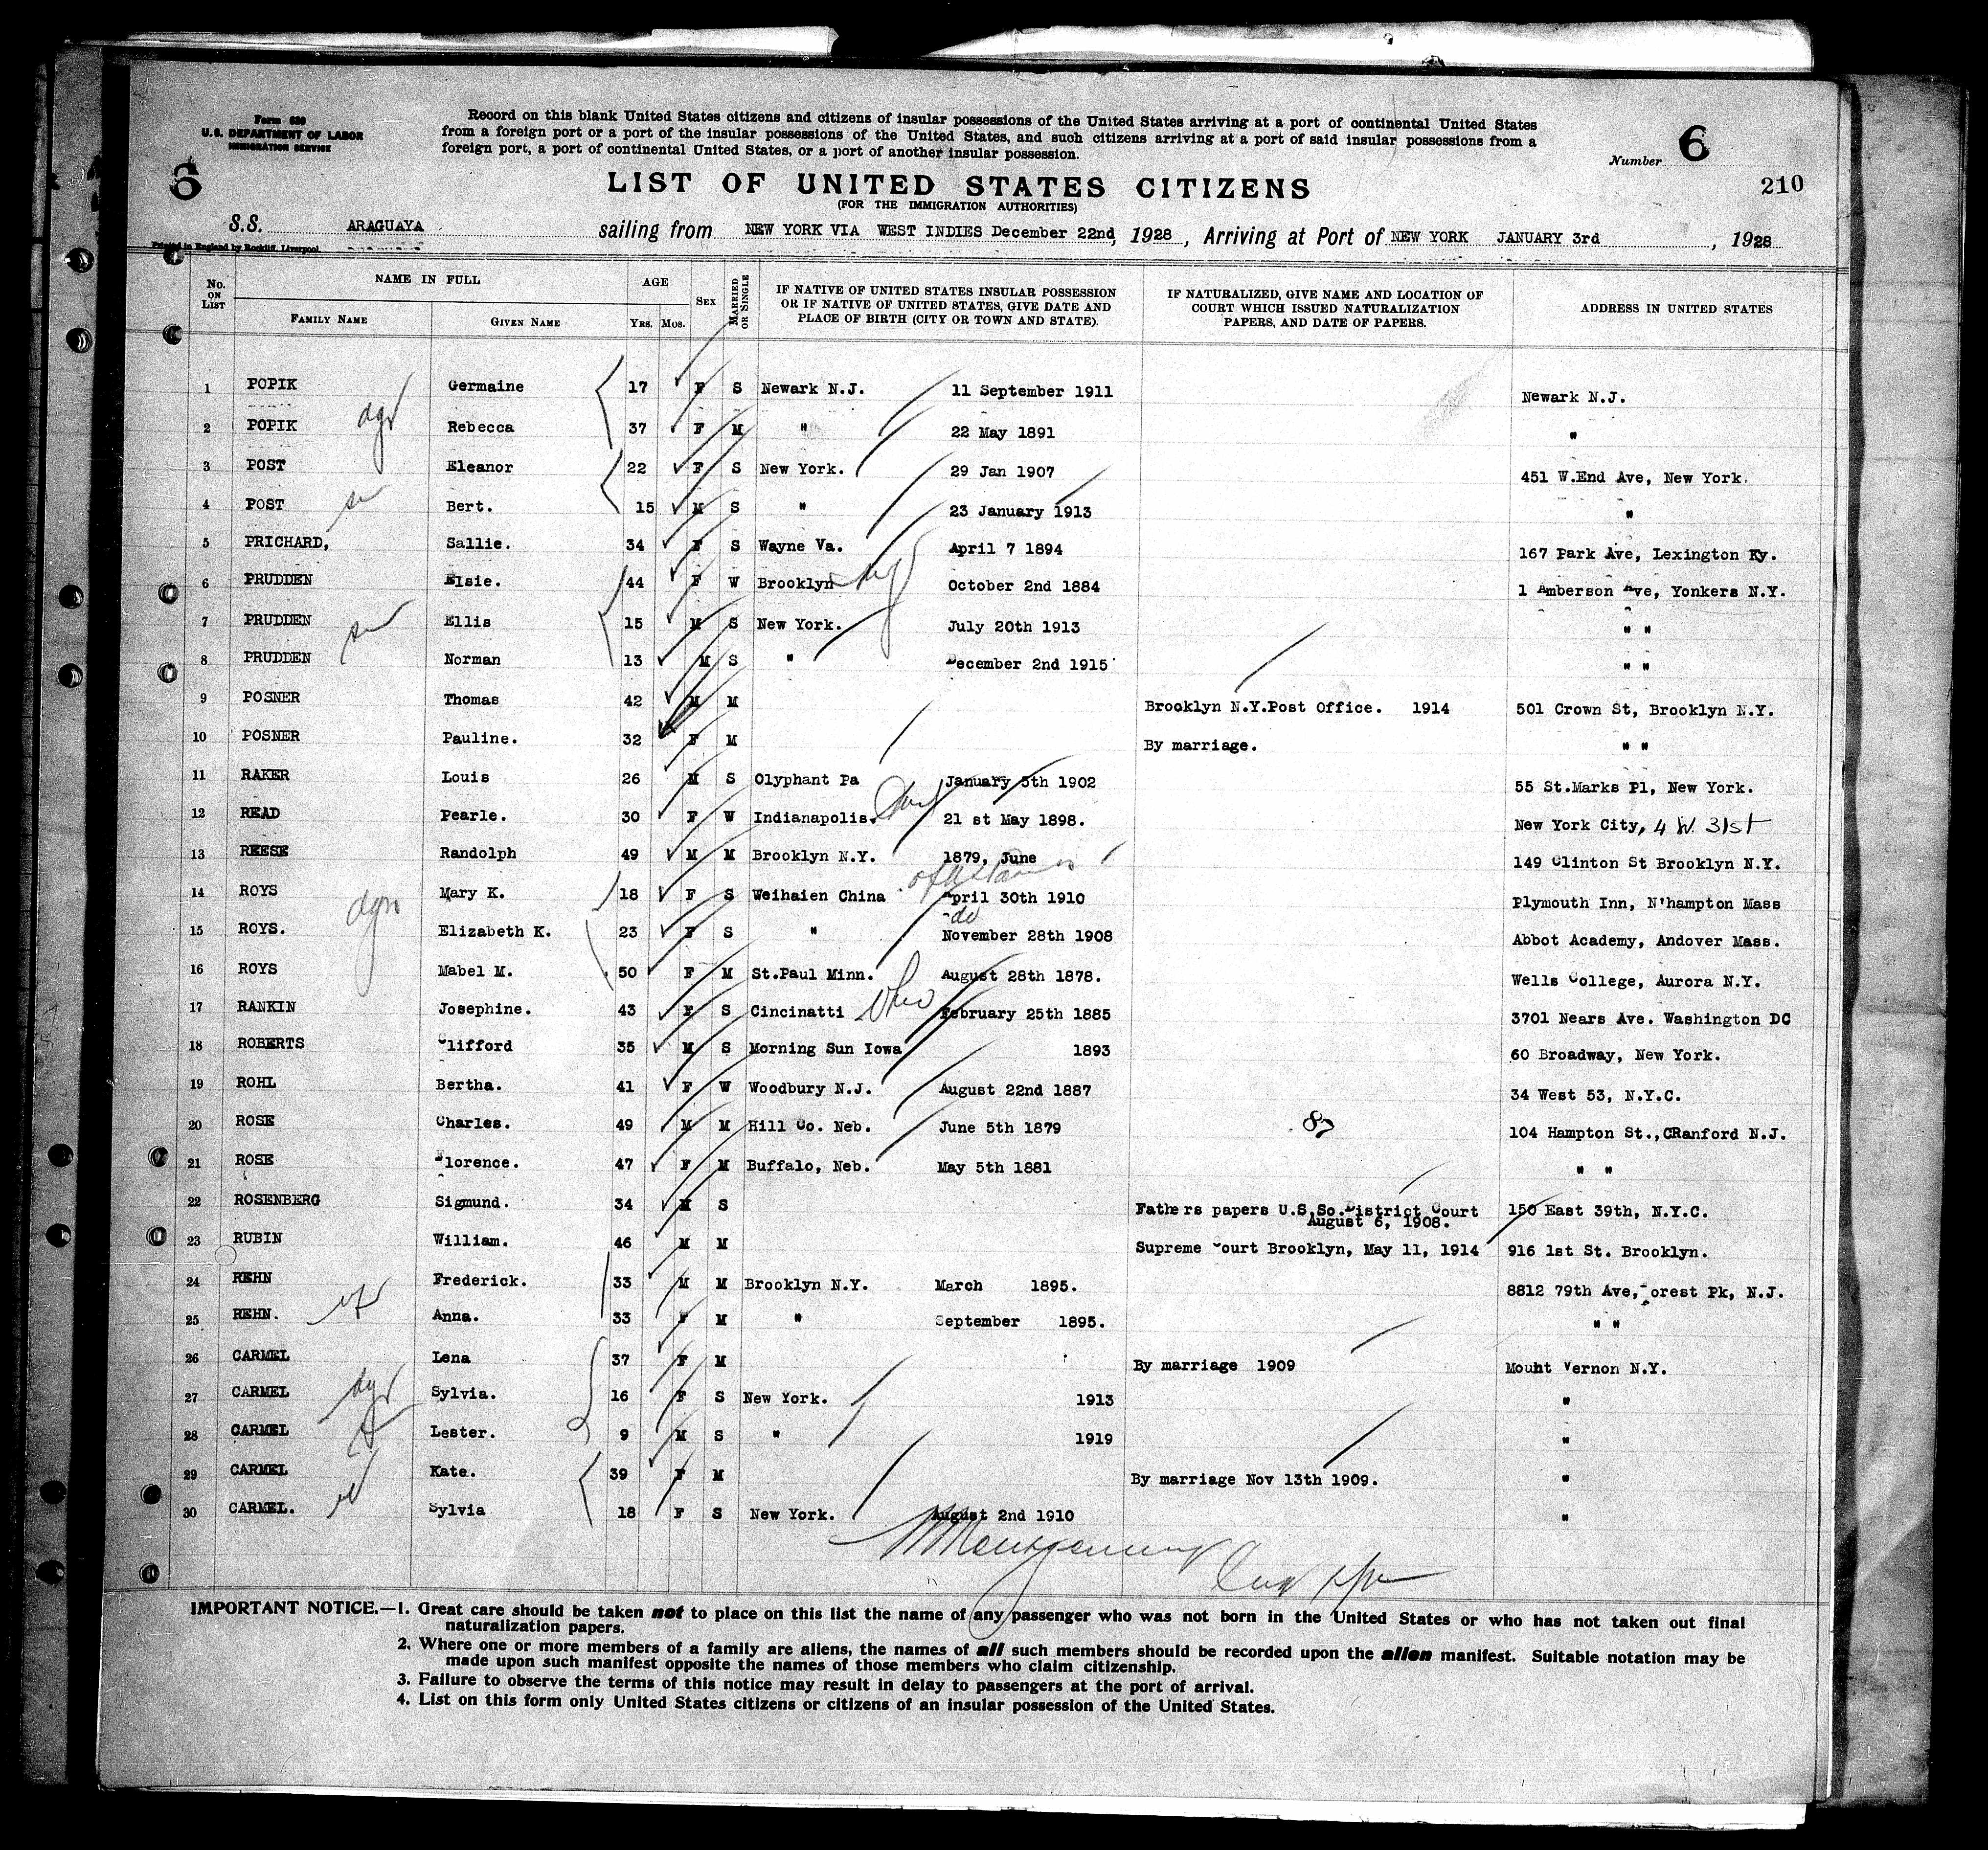 Form 630
U.S. DEPARTMENT OF LABOR
IMMIGRATION SERVICE
Record on this blank United States citizens and citizens of insular possessions of the United States arriving at a port of continental United States
from a foreign port or a port of the insular possessions of the United States, and such citizens arriving at a port of said insular possessions from a
foreign port, a port of continental United States, or a port of another insular possession.
Number 6
6
210
LIST OF UNITED STATES CITIZENS
(FOR THE IMMIGRATION AUTHORITIES)
S.S. ARAGUAYA sailing from NEW YORK VIA WEST INDIES December 22nd, 1928, Arriving at Port of NEW YORK JANUARY 3rd, 1928
Printed in England by Rockliff, Liverpool.
No. ON LIST NAME IN FULL FAMILY NAME GIVEN NAME AGE YRS. MOS. SEX MARRIED OR SINGLE IF NATIVE OF UNITED STATES INSULAR POSSESSION OR IF NATIVE OF UNITED STATES, GIVE DATE AND PLACE OF BIRTH (CITY OR TOWN AND STATE). IF NATURALIZED, GIVE NAME AND LOCATION OF COURT WHICH ISSUED NATURALIZATION PAPERS, AND DATE OF PAPERS. ADDRESS IN UNITED STATES
1 POPIK Germaine 17 F S Newark N.J. 11 September 1911 Newark N.J.
2 POPIK Rebecca 37 F M " 22 May 1891 "
3 POST Eleanor 22 F S New York. 29 Jan 1907 451 W.End Ave, New York.
4 POST Bert. 15 M S " 23 January 1913 "
5 PRICHARD, Sallie. 34 F S Wayne Va. April 7 1894 167 Park Ave, Lexington Ky.
6 PRUDDEN Elsie. 44 F W Brooklyn October 2nd 1884 1 Amberson Ave, Yonkers N.Y.
7 PRUDDEN Ellis 15 M S New York. July 20th 1913 " "
8 PRUDDEN Norman 13 M S " December 2nd 1915 " "
9 POSNER Thomas 42 M M Brooklyn N.Y.Post Office. 1914 501 Crown St, Brooklyn N.Y.
10 POSNER Pauline. 32 F M By marriage. " "
11 RAKER Louis 26 M S Olyphant Pa January 5th 1902 55 St.Marks Pl, New York.
12 READ Pearle. 30 F W Indianapolis. 21 st May 1898. New York City, 4 W. 31st
13 REESE Randolph 49 M M Brooklyn N.Y. 1879, June 149 Clinton St Brooklyn N.Y.
14 ROYS Mary K. 18 F S Weihaien China April 30th 1910 Plymouth Inn, N'hampton Mass
15 ROYS. Elizabeth K. 23 F S " do November 28th 1908 Abbot Academy, Andover Mass.
16 ROYS Mabel M. 50 F M St.Paul Minn. August 28th 1878. Wells College, Aurora N.Y.
17 RANKIN Josephine. 43 F S Cincinatti Ohio February 25th 1885 3701 Nears Ave. Washington DC
18 ROBERTS Clifford 35 M S Morning Sun Iowa 1893 60 Broadway, New York.
19 ROHL Bertha. 41 F W Woodbury N.J. August 22nd 1887 34 West 53, N.Y.C.
20 ROSE Charles. 49 M M Hill Co. Neb. June 5th 1879 104 Hampton St.,CRanford N.J.
21 ROSE Florence. 47 F M Buffalo, Neb. May 5th 1881 " "
22 ROSENBERG Sigmund. 34 M S Fathers papers U.S.So.District Court August 6, 1908. 150 East 39th, N.Y.C.
23 RUBIN William. 46 M M Supreme Court Brooklyn, May 11, 1914 916 1st St. Brooklyn.
24 REHN Frederick. 33 M M Brooklyn N.Y. March 1895. 8812 79th Ave, Forest Pk, N.J.
25 REHN. Anna. 33 F M " September 1895. " "
26 CARMEL Lena 37 F M By marriage 1909 Mount Vernon N.Y.
27 CARMEL Sylvia. 16 F S New York. 1913 "
28 CARMEL Lester. 9 M S " 1919 "
29 CARMEL Kate. 39 F M By marriage Nov 13th 1909. "
30 CARMEL. Sylvia 18 F S New York. August 2nd 1910 "
IMPORTANT NOTICE.—1. Great care should be taken not to place on this list the name of any passenger who was not born in the United States or who has not taken out final
naturalization papers.
2. Where one or more members of a family are aliens, the names of all such members should be recorded upon the alien manifest. Suitable notation may be
made upon such manifest opposite the names of those members who claim citizenship.
3. Failure to observe the terms of this notice may result in delay to passengers at the port of arrival.
4. List on this form only United States citizens or citizens of an insular possession of the United States.